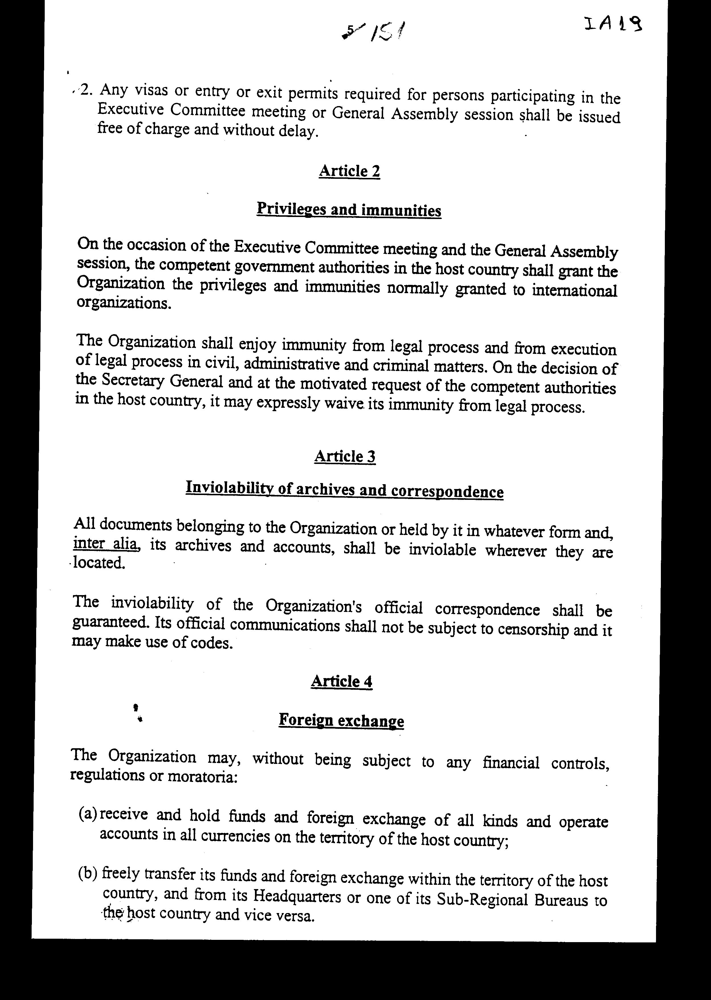 5 151
IA19
2. Any visas or entry or exit permits required for persons participating in the
Executive Committee meeting or General Assembly session shall be issued
free of charge and without delay.
Article 2
Privileges and immunities
On the occasion of the Executive Committee meeting and the General Assembly
session, the competent government authorities in the host country shall grant the
Organization the privileges and immunities normally granted to international
organizations.
The Organization shall enjoy immunity from legal process and from execution
of legal process in civil, administrative and criminal matters. On the decision of
the Secretary General and at the motivated request of the competent authorities
in the host country, it may expressly waive its immunity from legal process.
Article 3
Inviolability of archives and correspondence
All documents belonging to the Organization or held by it in whatever form and,
inter alia, its archives and accounts, shall be inviolable wherever they are
located.
The inviolability of the Organization's official correspondence shall be
guaranteed. Its official communications shall not be subject to censorship and it
may make use of codes.
Article 4
Foreign exchange
The Organization may, without being subject to any financial controls,
regulations or moratoria:
(a) receive and hold funds and foreign exchange of all kinds and operate
accounts in all currencies on the territory of the host country;
(b) freely transfer its funds and foreign exchange within the territory of the host
country, and from its Headquarters or one of its Sub-Regional Bureaus to
the host country and vice versa.